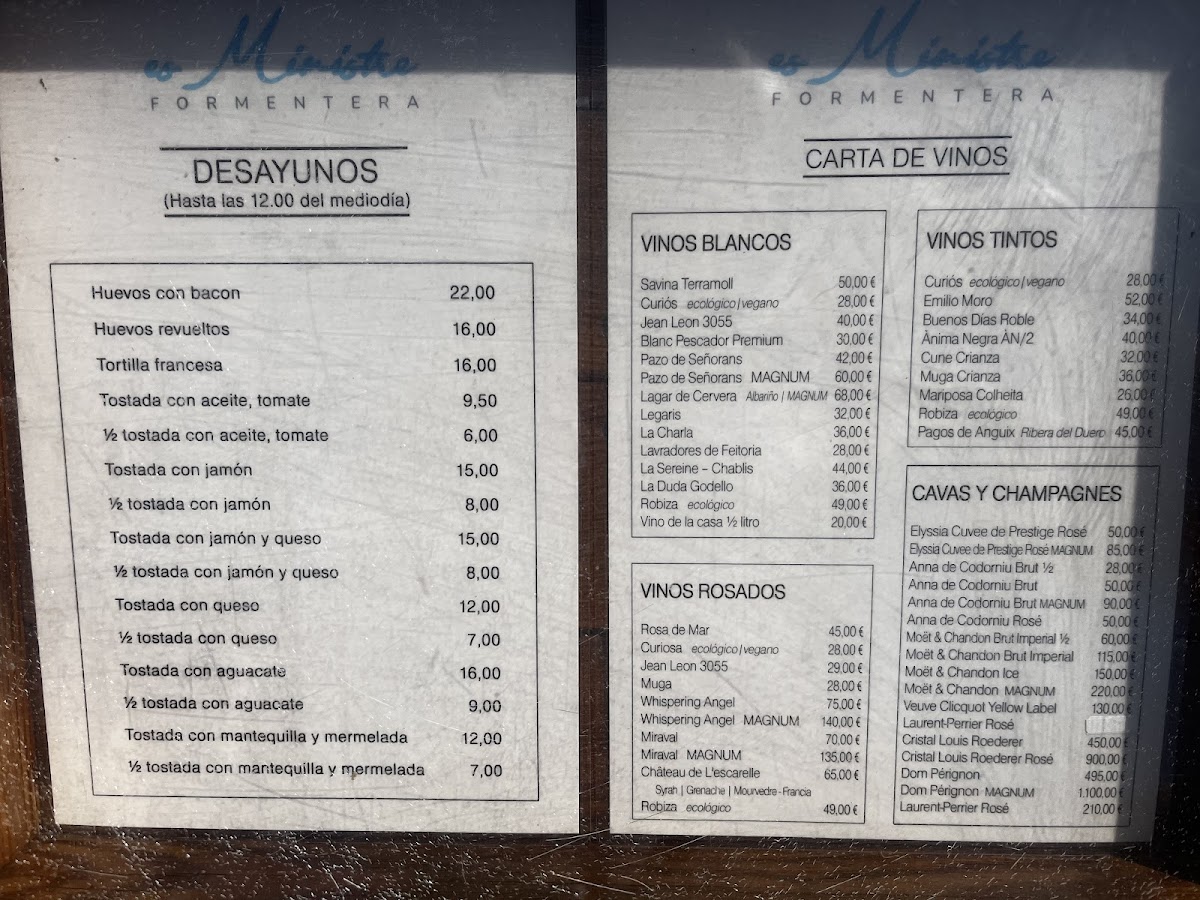 es Ministre
FORMENTERA
DESAYUNOS
(Hasta las 12.00 del mediodía)
Huevos con bacon 22,00
Huevos revueltos 16,00
Tortilla francesa 16,00
Tostada con aceite, tomate 9,50
½ tostada con aceite, tomate 6,00
Tostada con jamón 15,00
½ tostada con jamón 8,00
Tostada con jamón y queso 15,00
½ tostada con jamón y queso 8,00
Tostada con queso 12,00
½ tostada con queso 7,00
Tostada con aguacate 16,00
½ tostada con aguacate 9,00
Tostada con mantequilla y mermelada 12,00
½ tostada con mantequilla y mermelada 7,00
es Ministre
FORMENTERA
CARTA DE VINOS
VINOS BLANCOS
Savina Terramoll 50,00 €
Curiós ecológico|vegano 28,00 €
Jean Leon 3055 40,00 €
Blanc Pescador Premium 30,00 €
Pazo de Señorans 42,00 €
Pazo de Señorans MAGNUM 60,00 €
Lagar de Cervera Albariño | MAGNUM 68,00 €
Legaris 32,00 €
La Charla 36,00 €
Lavradores de Feitoria 28,00 €
La Sereine – Chablis 44,00 €
La Duda Godello 36,00 €
Robiza ecológico 49,00 €
Vino de la casa ½ litro 20,00 €
VINOS ROSADOS
Rosa de Mar 45,00 €
Curiosa ecológico|vegano 28,00 €
Jean Leon 3055 29,00 €
Muga 28,00 €
Whispering Angel 75,00 €
Whispering Angel MAGNUM 140,00 €
Miraval 70,00 €
Miraval MAGNUM 135,00 €
Château de L'escarelle 65,00 €
Syrah | Grenache | Mourvedre - Francia
Robiza ecológico 49,00 €
VINOS TINTOS
Curiós ecológico|vegano 28,00 €
Emilio Moro 52,00 €
Buenos Días Roble 34,00 €
Ànima Negra ÀN/2 40,00 €
Cune Crianza 32,00 €
Muga Crianza 36,00 €
Mariposa Colheita 26,00 €
Robiza ecológico 49,00 €
Pagos de Anguix Ribera del Duero 45,00 €
CAVAS Y CHAMPAGNES
Elyssia Cuvee de Prestige Rosé 50,00 €
Elyssia Cuvee de Prestige Rosé MAGNUM 85,00 €
Anna de Codorniu Brut ½ 28,00 €
Anna de Codorniu Brut 50,00 €
Anna de Codorniu Brut MAGNUM 90,00 €
Anna de Codorniu Rosé 50,00 €
Moët & Chandon Brut Imperial ½ 60,00 €
Moët & Chandon Brut Imperial 115,00 €
Moët & Chandon Ice 150,00 €
Moët & Chandon MAGNUM 220,00 €
Veuve Clicquot Yellow Label 130,00 €
Laurent-Perrier Rosé
Cristal Louis Roederer 450,00 €
Cristal Louis Roederer Rosé 900,00 €
Dom Pérignon 495,00 €
Dom Pérignon MAGNUM 1.100,00 €
Laurent-Perrier Rosé 210,00 €